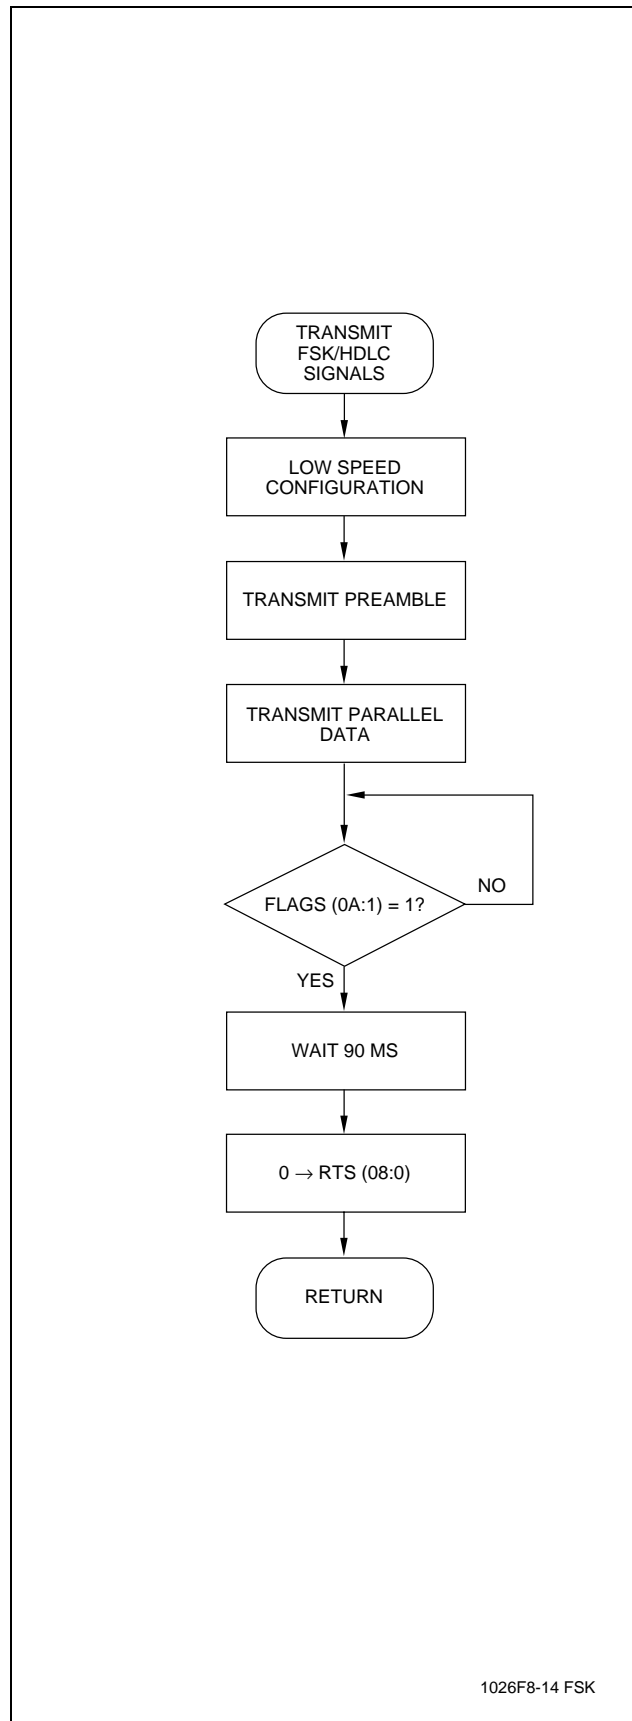 TRANSMIT
FSK/HDLC
SIGNALS
LOW SPEED
CONFIGURATION
TRANSMIT PREAMBLE
TRANSMIT PARALLEL
DATA
FLAGS (0A:1) = 1?
NO
YES
WAIT 90 MS
0 → RTS (08:0)
RETURN
1026F8-14 FSK